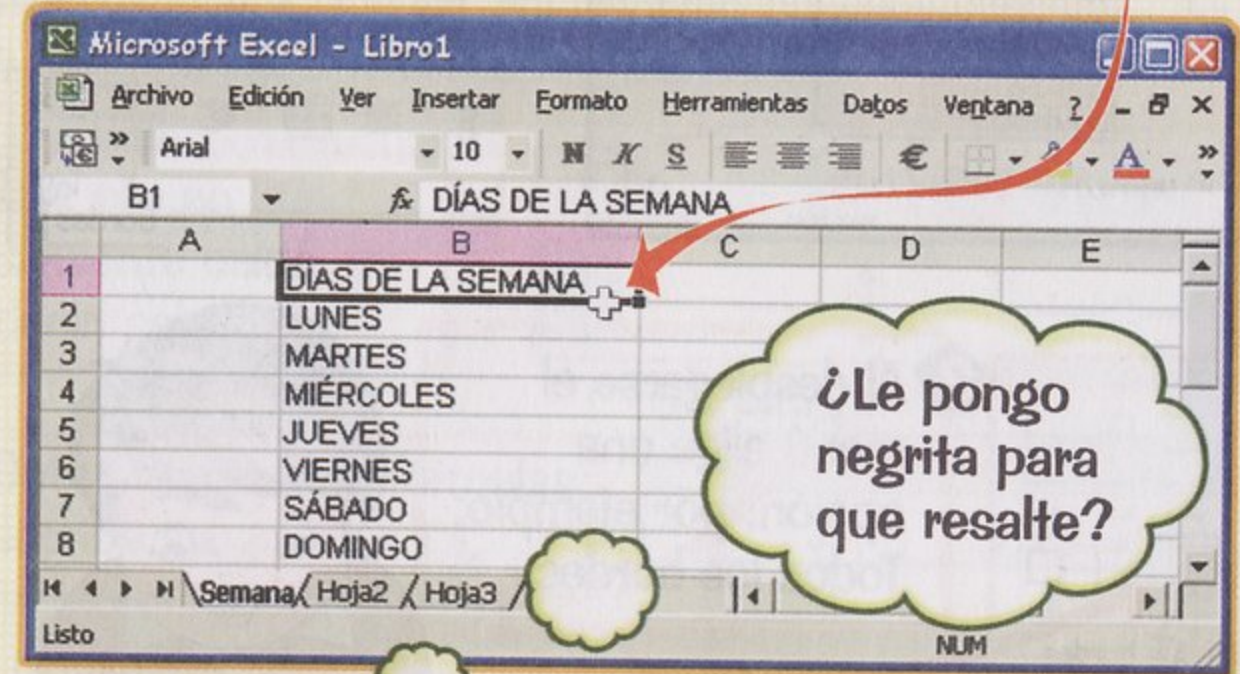 Microsoft Excel - Libro1
Archivo Edición Ver Insertar Formato Herramientas Datos Ventana ?
Arial 10 N K S € A
B1 fx DÍAS DE LA SEMANA
A B C D E
1 DÍAS DE LA SEMANA
2 LUNES
3 MARTES
4 MIÉRCOLES
5 JUEVES
6 VIERNES
7 SÁBADO
8 DOMINGO
¿Le pongo
negrita para
que resalte?
Semana Hoja2 Hoja3
Listo NUM